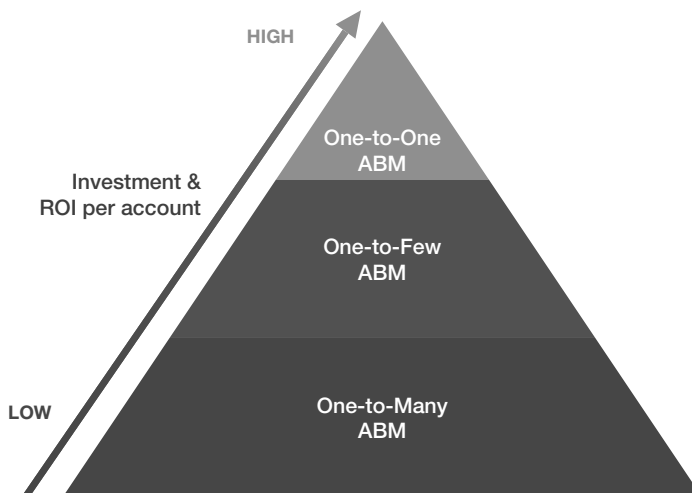 HIGH
One-to-One
ABM
Investment &
ROI per account
One-to-Few
ABM
LOW
One-to-Many
ABM